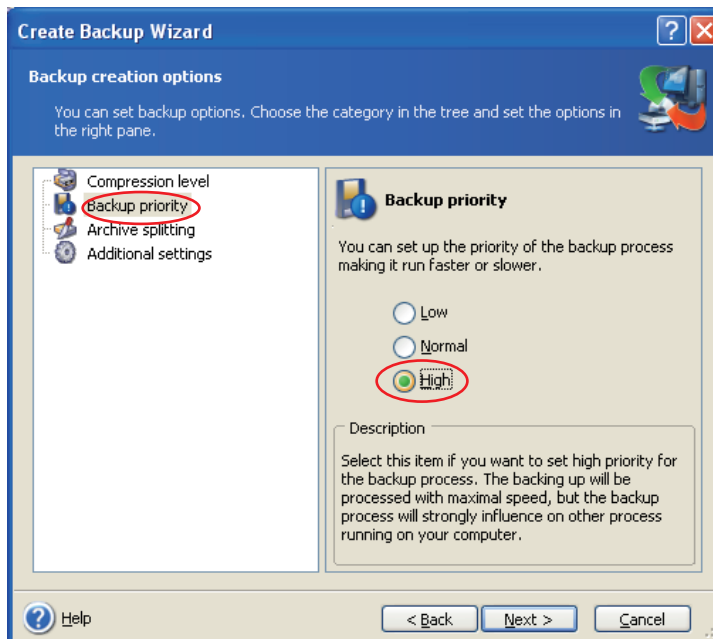 Create Backup Wizard
Backup creation options
You can set backup options. Choose the category in the tree and set the options in
the right pane.
Compression level
Backup priority
Archive splitting
Additional settings
Backup priority
You can set up the priority of the backup process
making it run faster or slower.
Low
Normal
High
Description
Select this item if you want to set high priority for
the backup process. The backing up will be
processed with maximal speed, but the backup
process will strongly influence on other process
running on your computer.
Help
< Back
Next >
Cancel